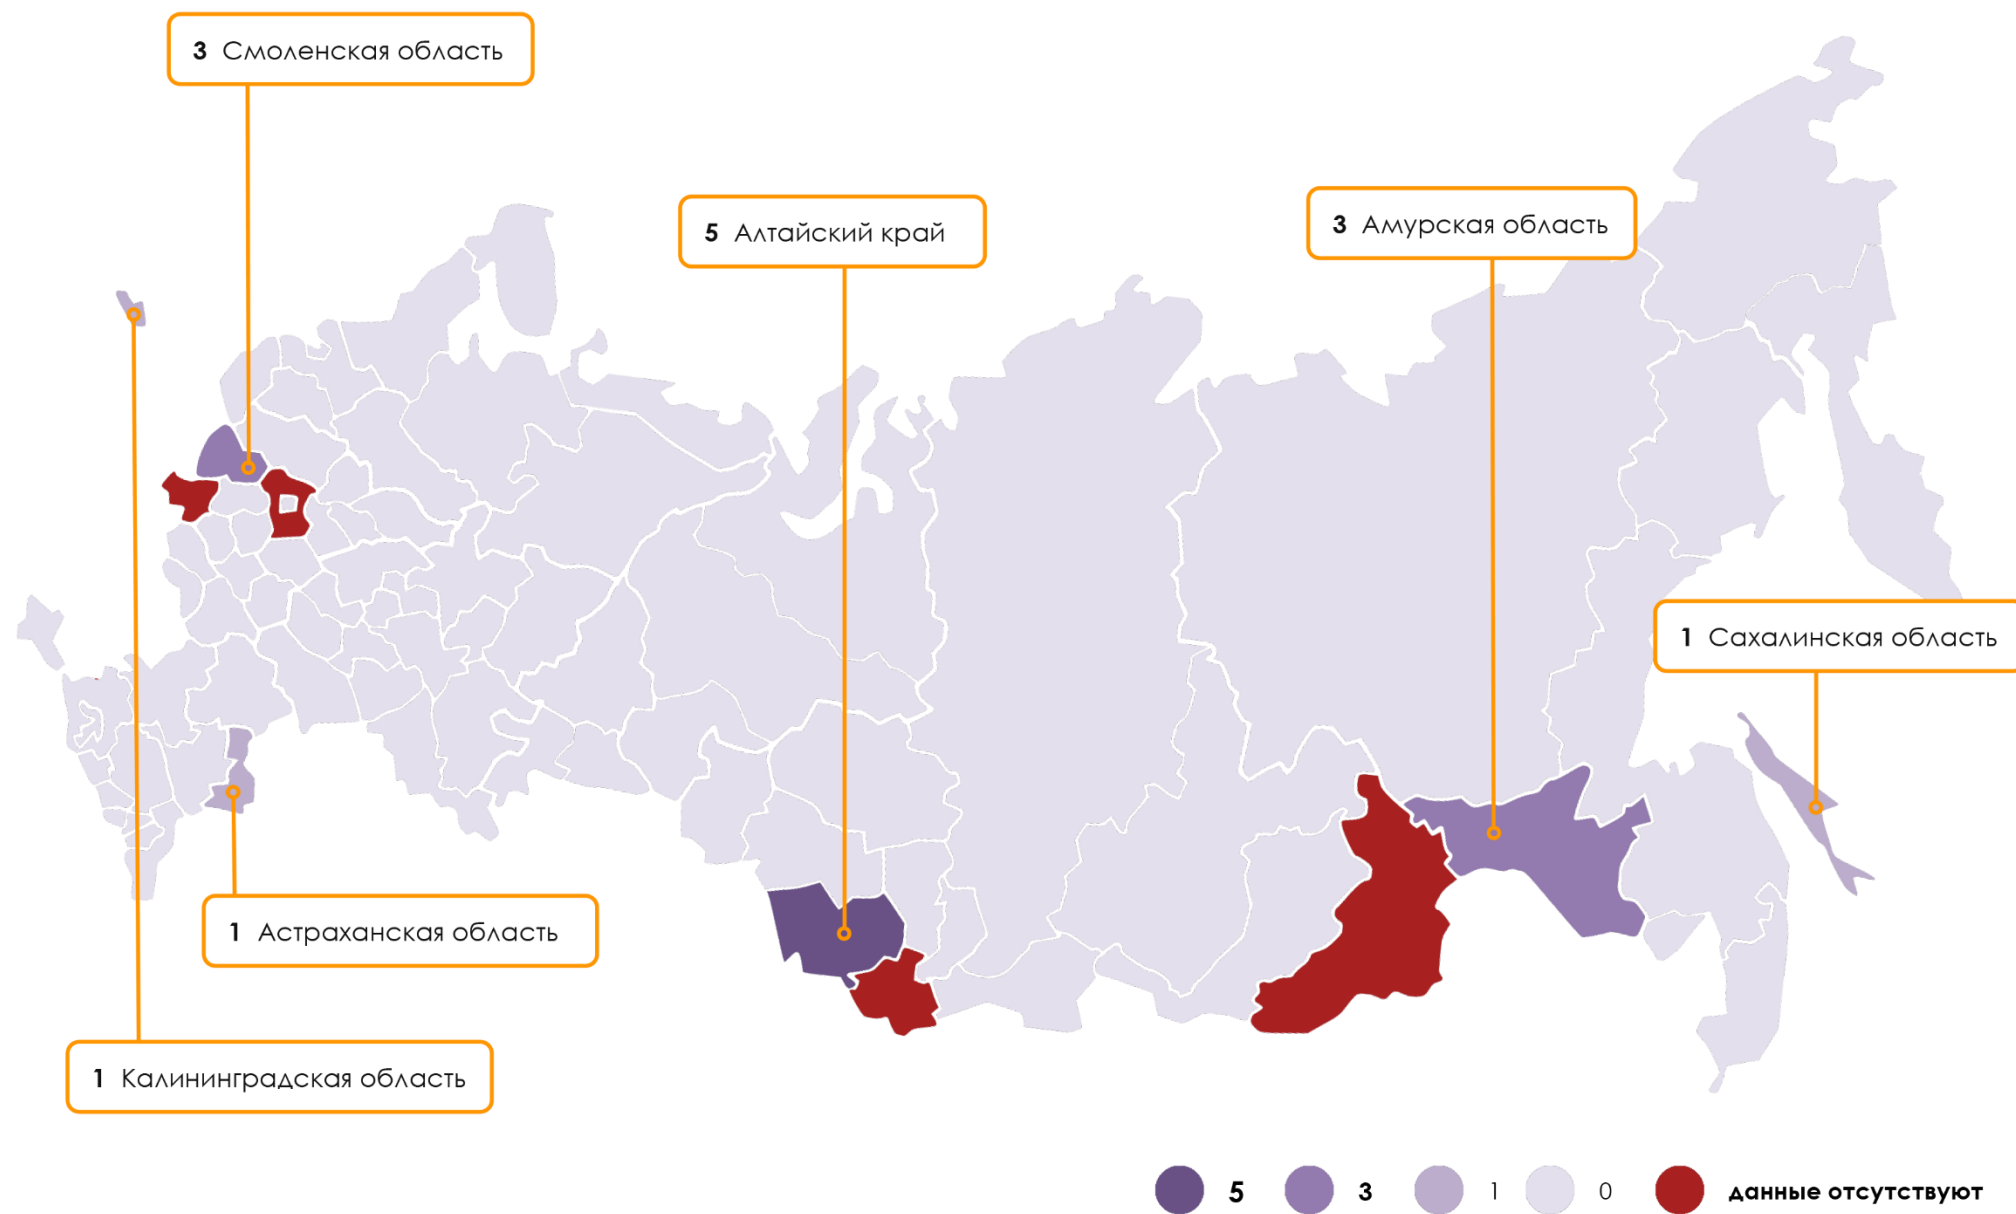 3 Смоленская область
5 Алтайский край
3 Амурская область
1 Сахалинская область
1 Астраханская область
1 Калининградская область
5 3 1 0 данные отсутствуют